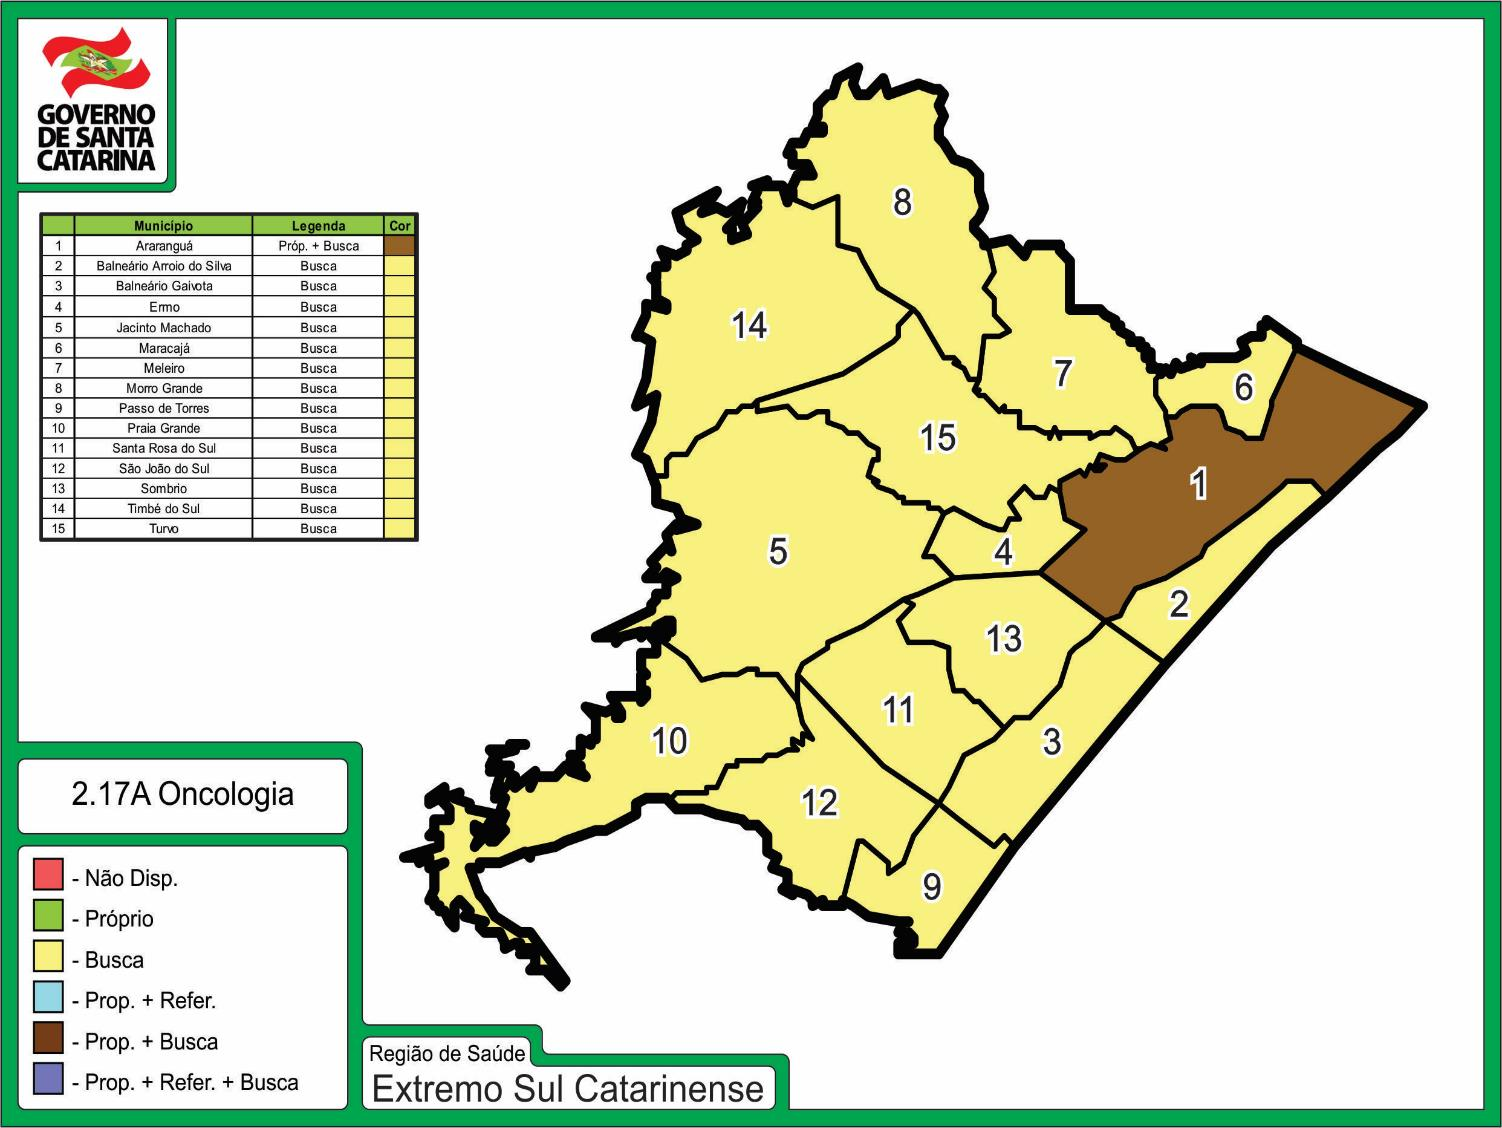 GOVERNO
DE SANTA
CATARINA
Município Legenda Cor
1 Araranguá Próp. + Busca
2 Balneário Arroio do Silva Busca
3 Balneário Gaivota Busca
4 Ermo Busca
5 Jacinto Machado Busca
6 Maracajá Busca
7 Meleiro Busca
8 Morro Grande Busca
9 Passo de Torres Busca
10 Praia Grande Busca
11 Santa Rosa do Sul Busca
12 São João do Sul Busca
13 Sombrio Busca
14 Timbé do Sul Busca
15 Turvo Busca
8
14
7
6
15
1
5
4
2
13
11
3
10
12
9
2.17A Oncologia
- Não Disp.
- Próprio
- Busca
- Prop. + Refer.
- Prop. + Busca
- Prop. + Refer. + Busca
Região de Saúde
Extremo Sul Catarinense